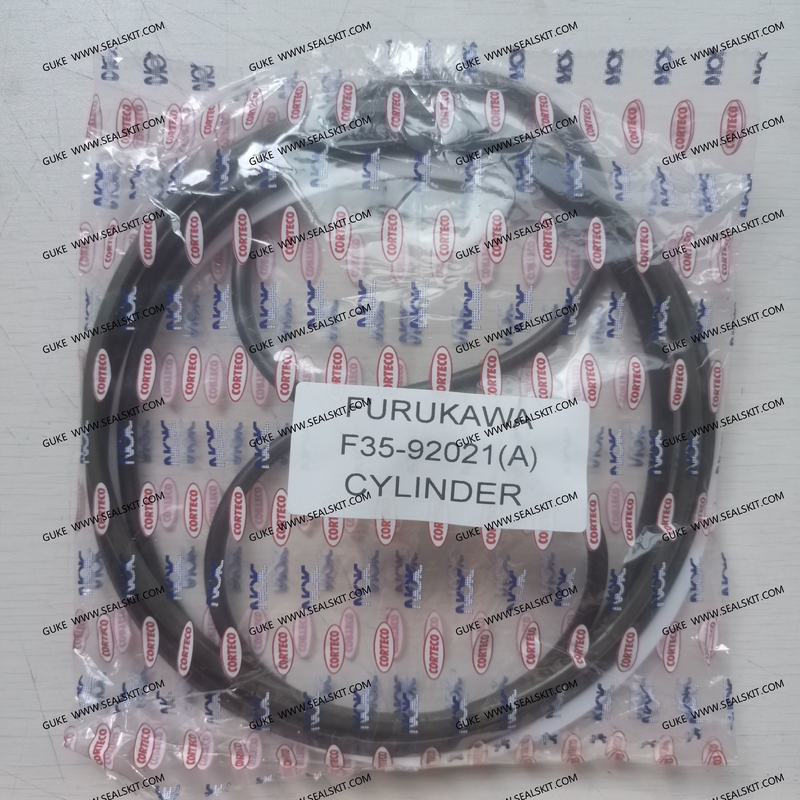 FURUKAWA
F35-92021(A)
CYLINDER
CORTECO
NOK
GUKE WWW.SEALSKIT.COM